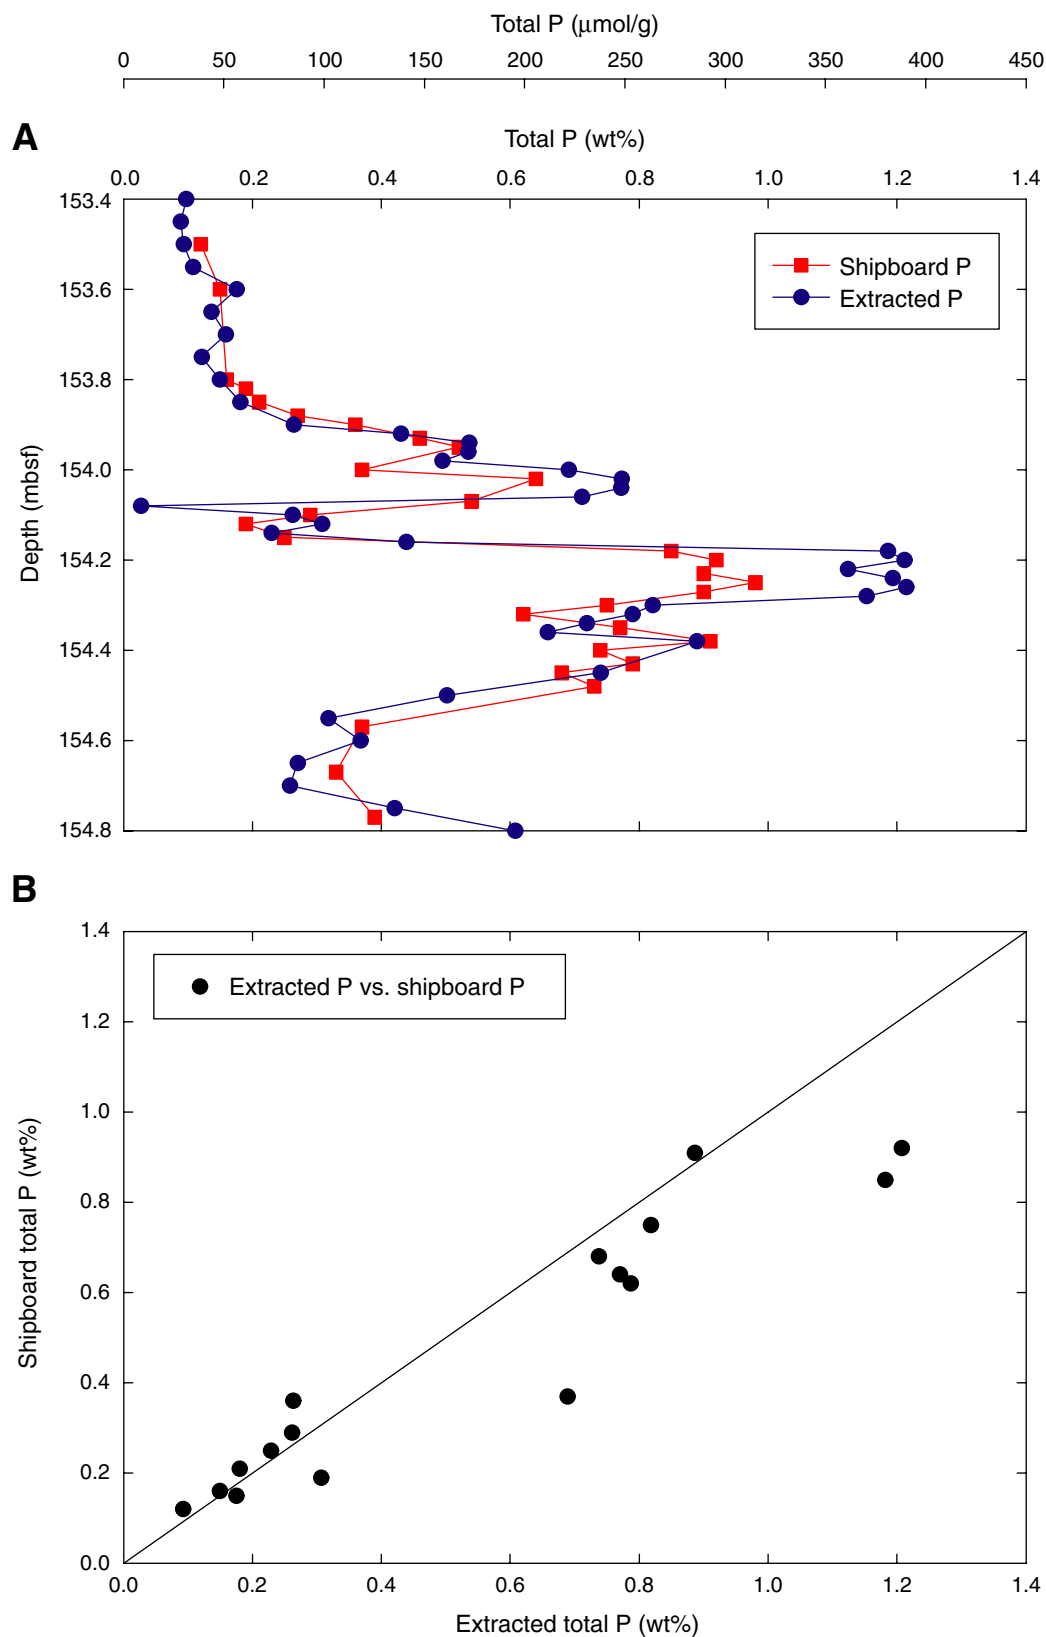 Total P (μmol/g)
0 50 100 150 200 250 300 350 400 450
A
Total P (wt%)
0.0 0.2 0.4 0.6 0.8 1.0 1.2 1.4
153.4
153.6
153.8
154.0
154.2
154.4
154.6
154.8
Depth (mbsf)
Shipboard P
Extracted P
B
1.4
1.2
1.0
0.8
0.6
0.4
0.2
0.0
Shipboard total P (wt%)
Extracted P vs. shipboard P
0.0 0.2 0.4 0.6 0.8 1.0 1.2 1.4
Extracted total P (wt%)